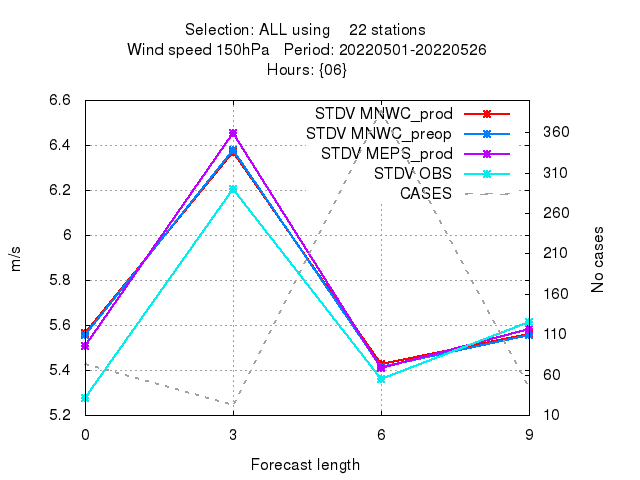 Selection: ALL using 22 stations
Wind speed 150hPa Period: 20220501-20220526
Hours: {06}
STDV MNWC_prod
STDV MNWC_preop
STDV MEPS_prod
STDV OBS
CASES
6.6
6.4
6.2
6
5.8
5.6
5.4
5.2
m/s
360
310
260
210
160
110
60
10
No cases
0 3 6 9
Forecast length